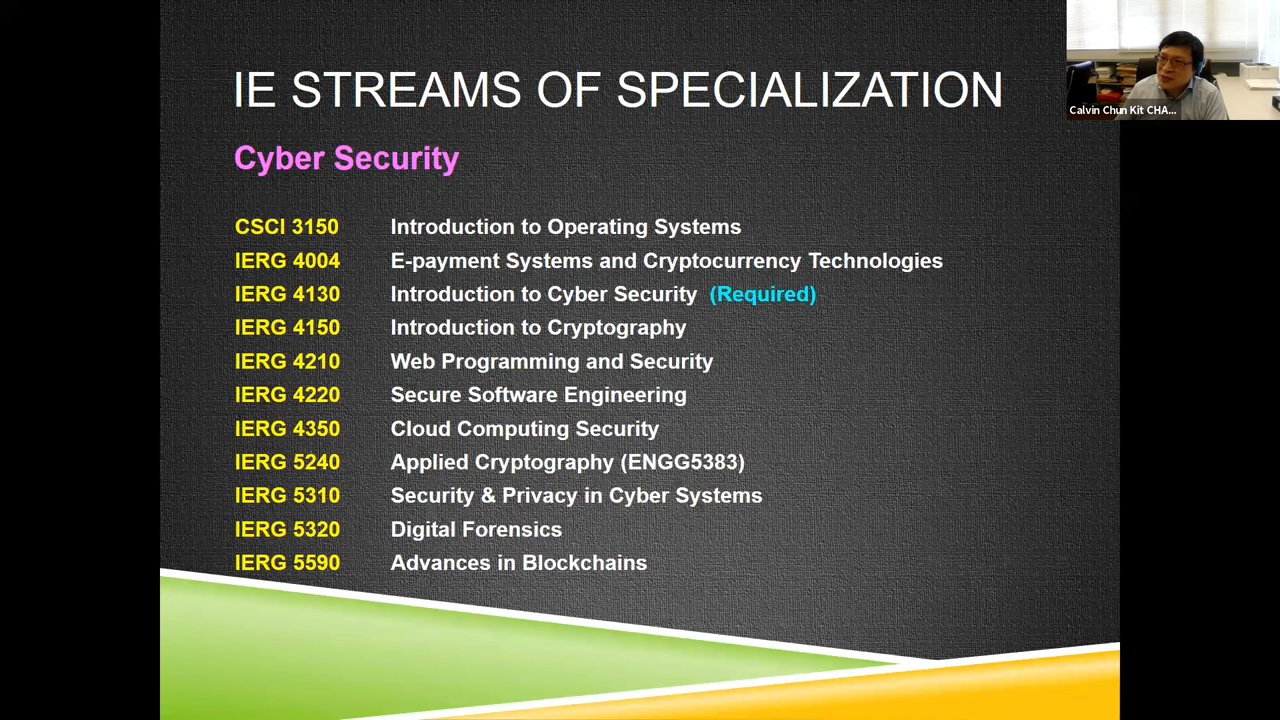 IE STREAMS OF SPECIALIZATION
Calvin Chun Kit CHA...
Cyber Security
CSCI 3150 Introduction to Operating Systems
IERG 4004 E-payment Systems and Cryptocurrency Technologies
IERG 4130 Introduction to Cyber Security (Required)
IERG 4150 Introduction to Cryptography
IERG 4210 Web Programming and Security
IERG 4220 Secure Software Engineering
IERG 4350 Cloud Computing Security
IERG 5240 Applied Cryptography (ENGG5383)
IERG 5310 Security & Privacy in Cyber Systems
IERG 5320 Digital Forensics
IERG 5590 Advances in Blockchains